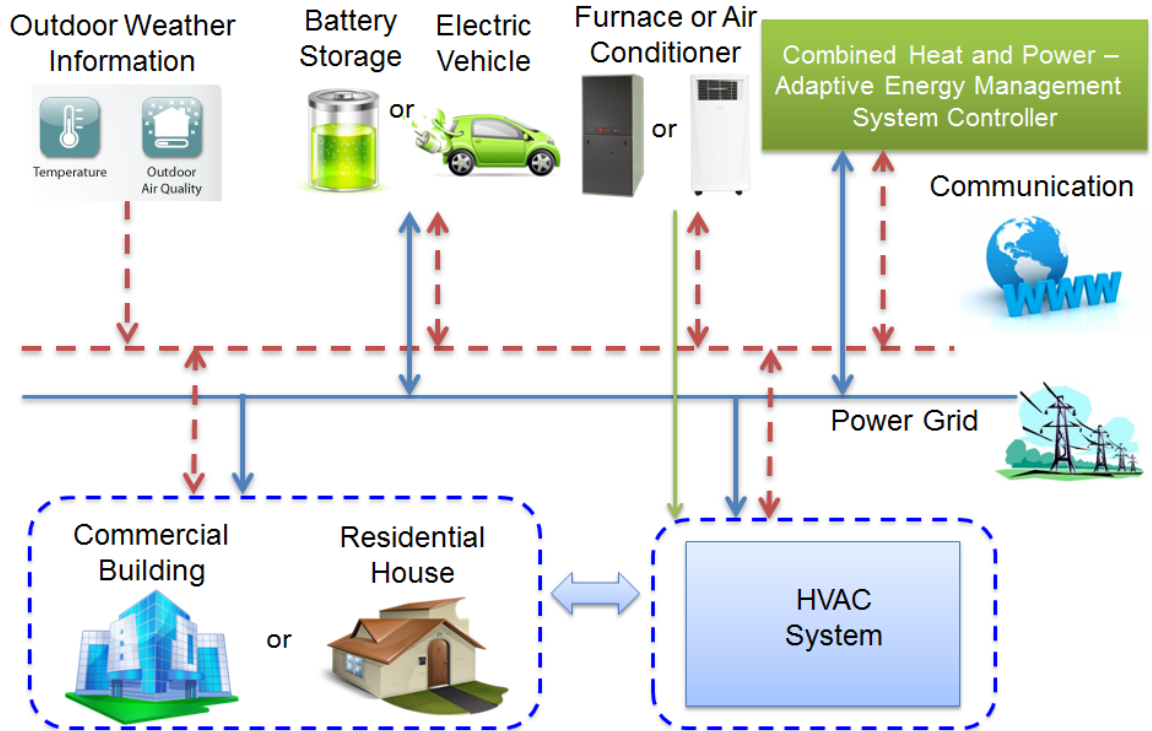 Outdoor Weather
Information
Temperature
Outdoor
Air Quality
Battery
Storage
or
Electric
Vehicle
Furnace or Air
Conditioner
or
Combined Heat and Power –
Adaptive Energy Management
System Controller
Communication
WWW
Power Grid
Commercial
Building
or
Residential
House
HVAC
System